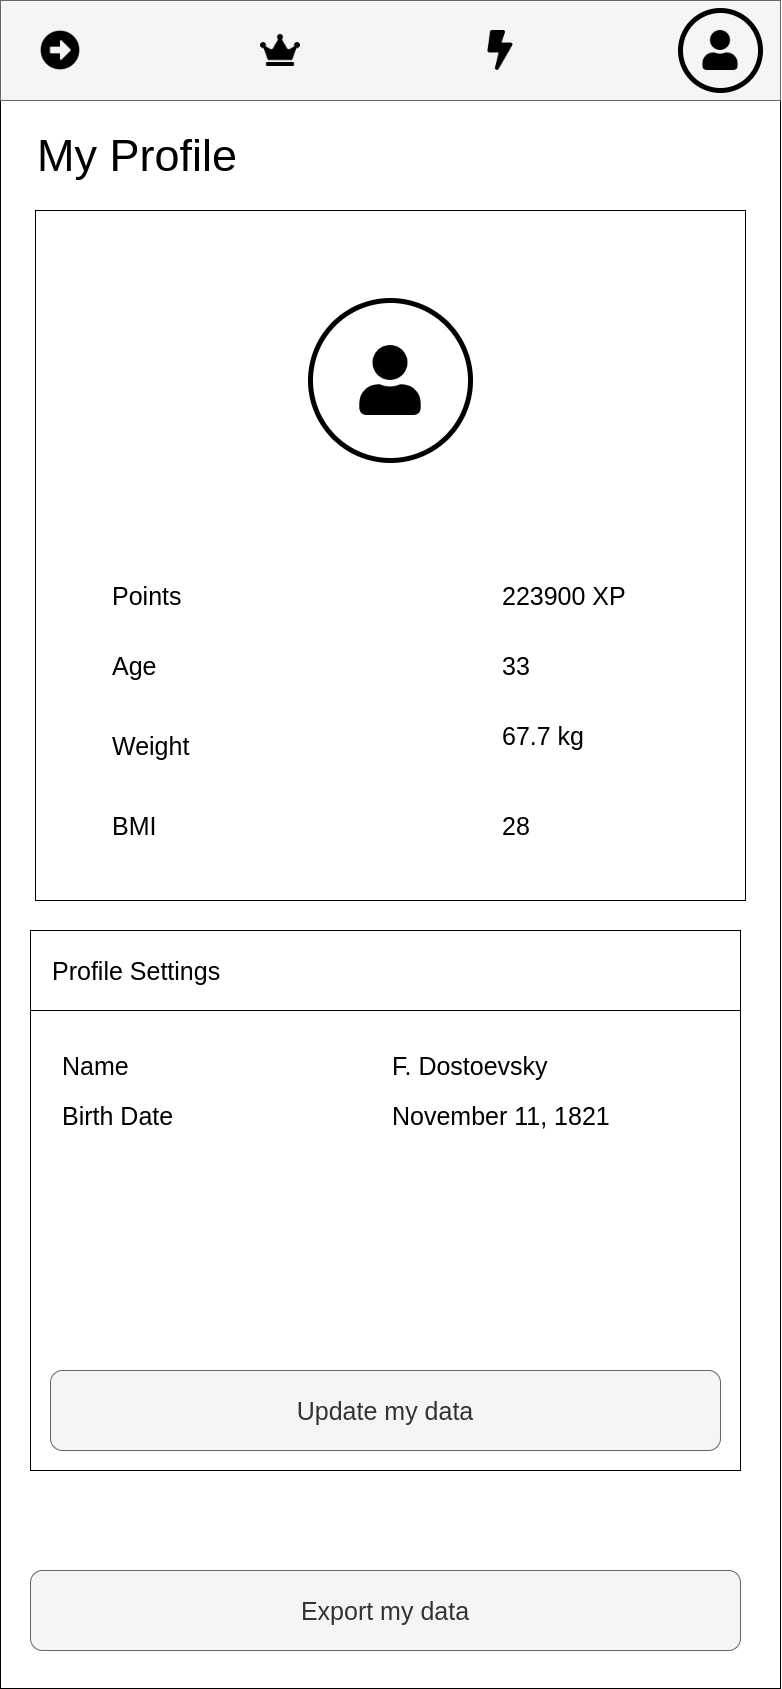 My Profile
Points 223900 XP
Age 33
Weight 67.7 kg
BMI 28
Profile Settings
Name F. Dostoevsky
Birth Date November 11, 1821
Update my data
Export my data